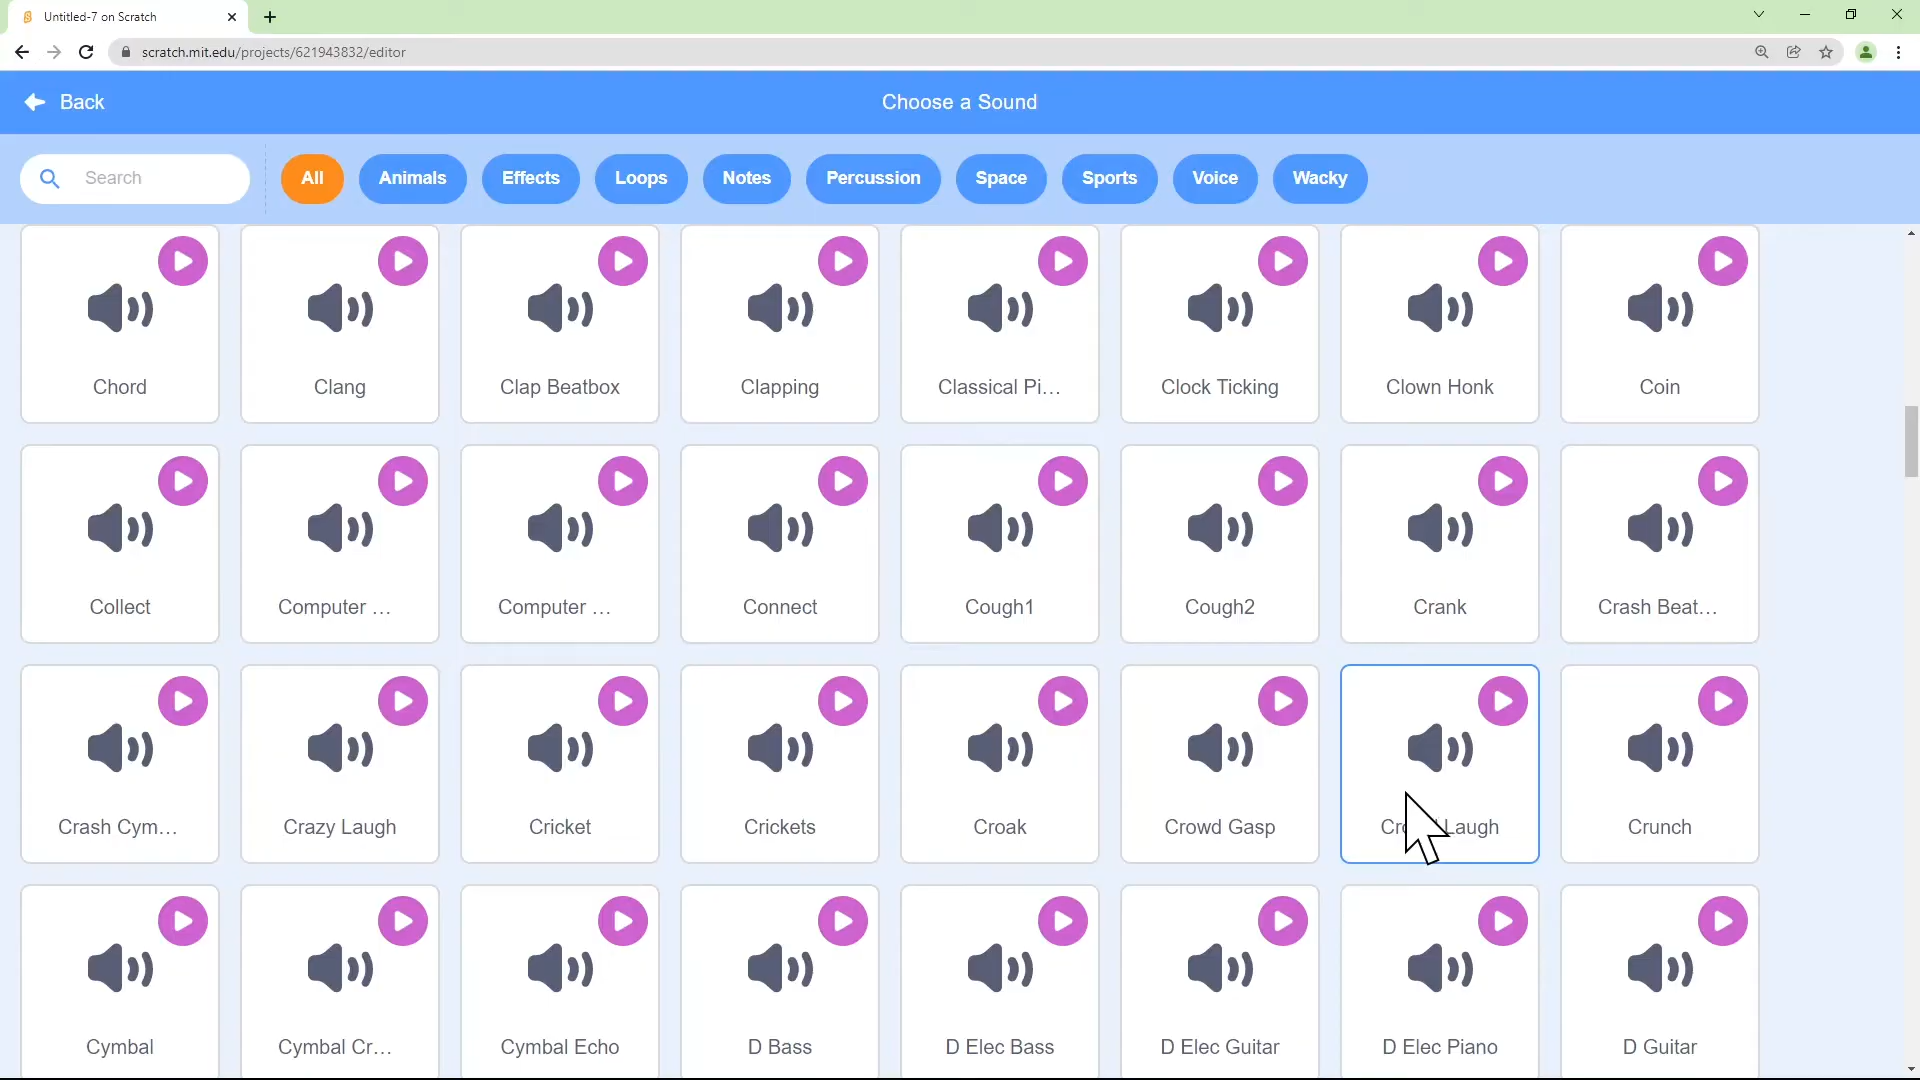 Untitled-7 on Scratch
scratch.mit.edu/projects/621943832/editor
Back
Choose a Sound
Search
All
Animals
Effects
Loops
Notes
Percussion
Space
Sports
Voice
Wacky
Chord
Clang
Clap Beatbox
Clapping
Classical Pi...
Clock Ticking
Clown Honk
Coin
Collect
Computer ...
Computer ...
Connect
Cough1
Cough2
Crank
Crash Beat...
Crash Cym...
Crazy Laugh
Cricket
Crickets
Croak
Crowd Gasp
Laugh
Crunch
Cymbal
Cymbal Cr...
Cymbal Echo
D Bass
D Elec Bass
D Elec Guitar
D Elec Piano
D Guitar